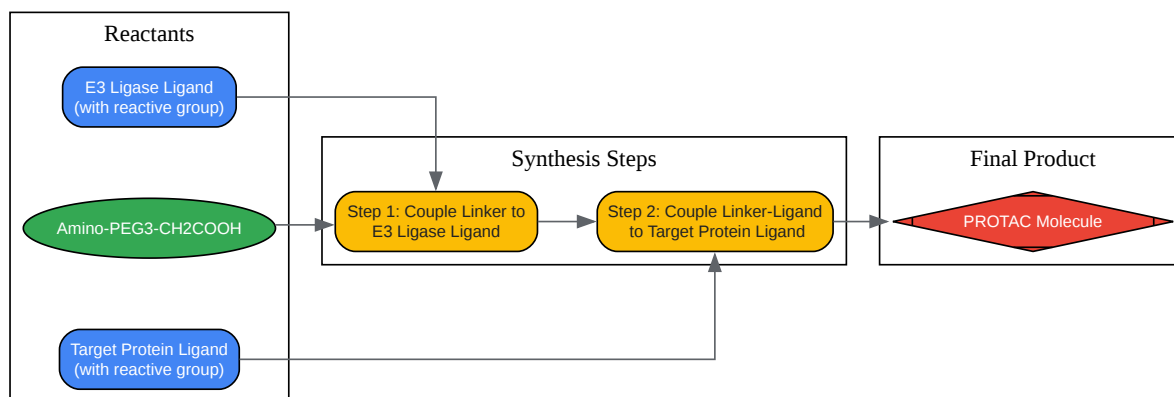 Reactants
E3 Ligase Ligand
(with reactive group)
Amino-PEG3-CH2COOH
Target Protein Ligand
(with reactive group)
Synthesis Steps
Step 1: Couple Linker to
E3 Ligase Ligand
Step 2: Couple Linker-Ligand
to Target Protein Ligand
Final Product
PROTAC Molecule